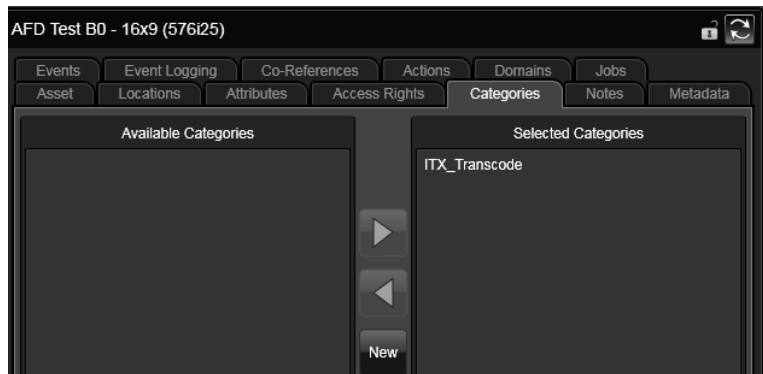 AFD Test B0 - 16x9 (576i25)
Events Event Logging Co-References Actions Domains Jobs
Asset Locations Attributes Access Rights Categories Notes Metadata
Available Categories Selected Categories
ITX_Transcode
New